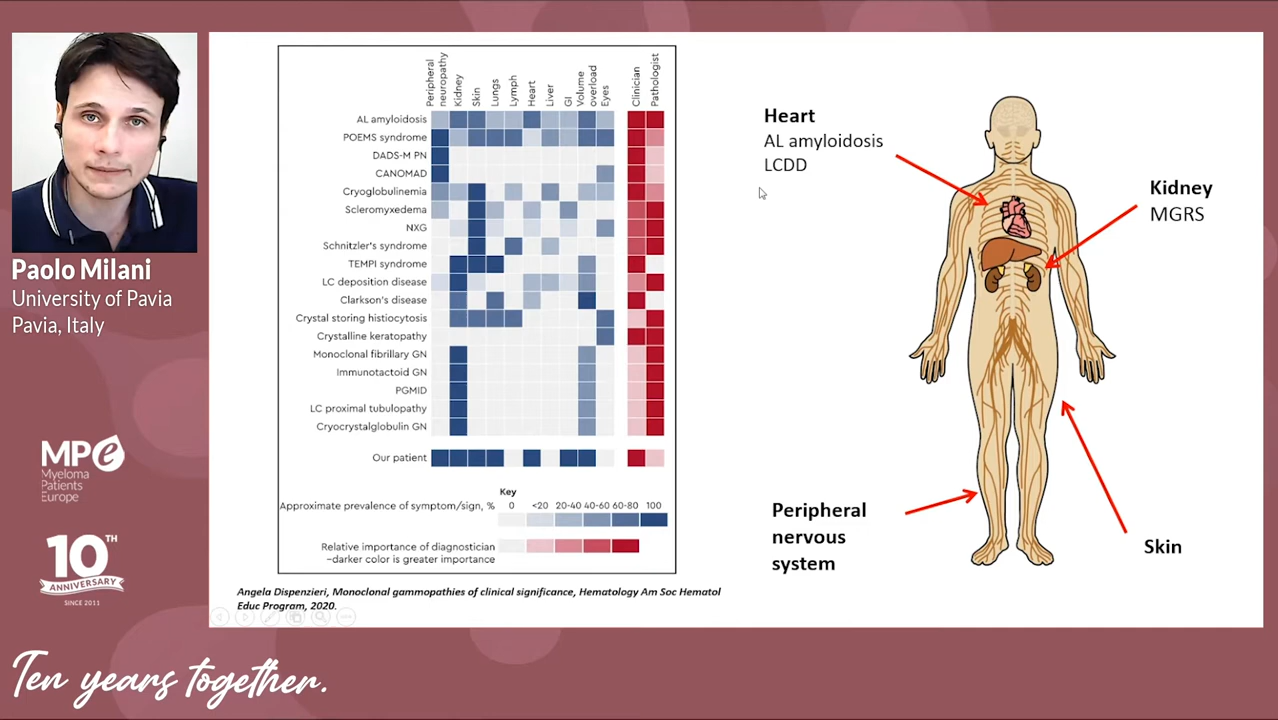 Paolo Milani
University of Pavia
Pavia, Italy
MPe
Myeloma
Patients
Europe
10TH
ANNIVERSARY
SINCE 2011
Ten years together.
Peripheral
neuropathy
Kidney
Skin
Lungs
Lymph
Heart
Liver
GI
Volume
overload
Eyes
Clinician
Pathologist
AL amyloidosis
POEMS syndrome
DADS-M PN
CANOMAD
Cryoglobulinemia
Scleromyxedema
NXG
Schnitzler's syndrome
TEMPI syndrome
LC deposition disease
Clarkson's disease
Crystal storing histiocytosis
Crystalline keratopathy
Monoclonal fibrillary GN
Immunotactoid GN
PGMID
LC proximal tubulopathy
Cryocrystalglobulin GN
Our patient
Key
Approximate prevalence of symptom/sign, % 0 <20 20-40 40-60 60-80 100
Relative importance of diagnostician
–darker color is greater importance
Angela Dispenzieri, Monoclonal gammopathies of clinical significance, Hematology Am Soc Hematol
Educ Program, 2020.
Heart
AL amyloidosis
LCDD
Kidney
MGRS
Peripheral
nervous
system
Skin